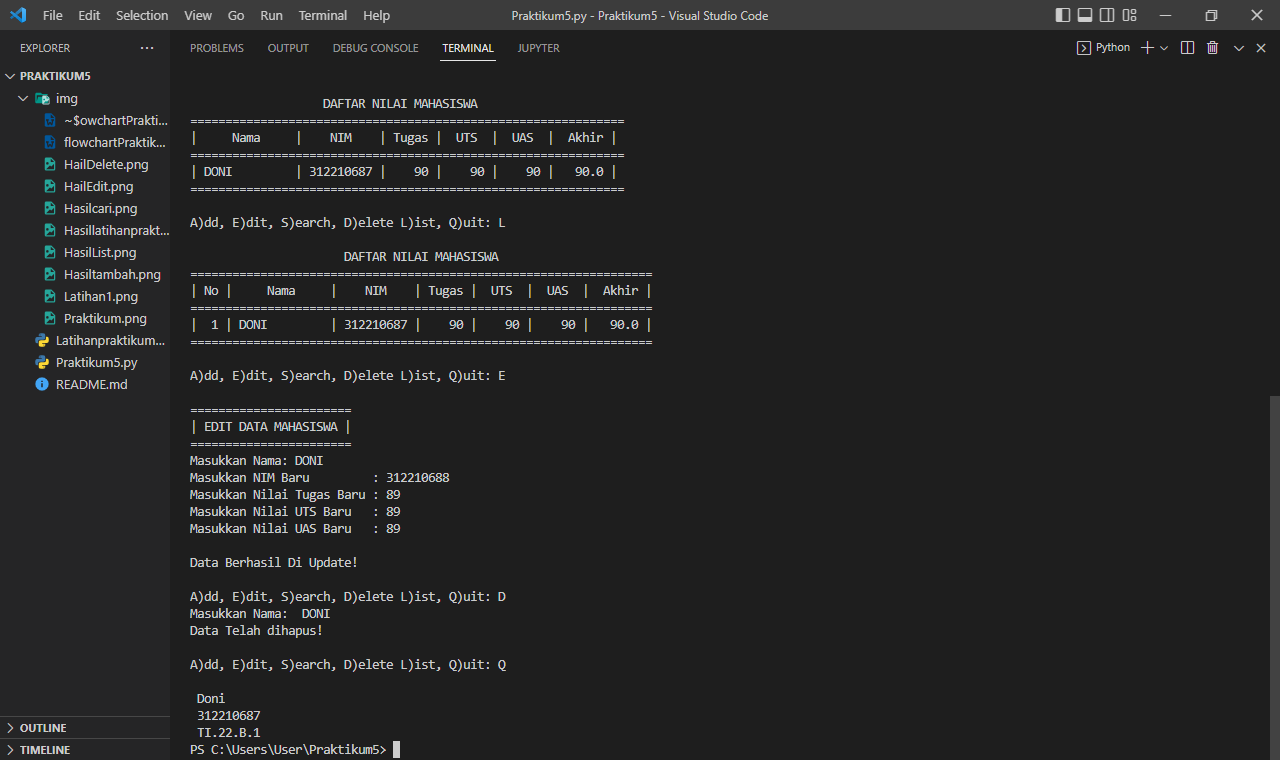 File Edit Selection View Go Run Terminal Help Praktikum5.py - Praktikum5 - Visual Studio Code
EXPLORER ...
PRAKTIKUM5
img
~$owchartPrakti...
flowchartPraktik...
HailDelete.png
HailEdit.png
Hasilcari.png
Hasillatihanprakt...
HasilList.png
Hasiltambah.png
Latihan1.png
Praktikum.png
Latihanpraktikum...
Praktikum5.py
README.md
OUTLINE
TIMELINE
PROBLEMS OUTPUT DEBUG CONSOLE TERMINAL JUPYTER Python
DAFTAR NILAI MAHASISWA
==============================================================
| Nama | NIM | Tugas | UTS | UAS | Akhir |
==============================================================
| DONI | 312210687 | 90 | 90 | 90 | 90.0 |
==============================================================
A)dd, E)dit, S)earch, D)elete L)ist, Q)uit: L
DAFTAR NILAI MAHASISWA
==================================================================
| No | Nama | NIM | Tugas | UTS | UAS | Akhir |
==================================================================
| 1 | DONI | 312210687 | 90 | 90 | 90 | 90.0 |
==================================================================
A)dd, E)dit, S)earch, D)elete L)ist, Q)uit: E
=======================
| EDIT DATA MAHASISWA |
=======================
Masukkan Nama: DONI
Masukkan NIM Baru : 312210688
Masukkan Nilai Tugas Baru : 89
Masukkan Nilai UTS Baru : 89
Masukkan Nilai UAS Baru : 89
Data Berhasil Di Update!
A)dd, E)dit, S)earch, D)elete L)ist, Q)uit: D
Masukkan Nama: DONI
Data Telah dihapus!
A)dd, E)dit, S)earch, D)elete L)ist, Q)uit: Q
Doni
312210687
TI.22.B.1
PS C:\Users\User\Praktikum5>